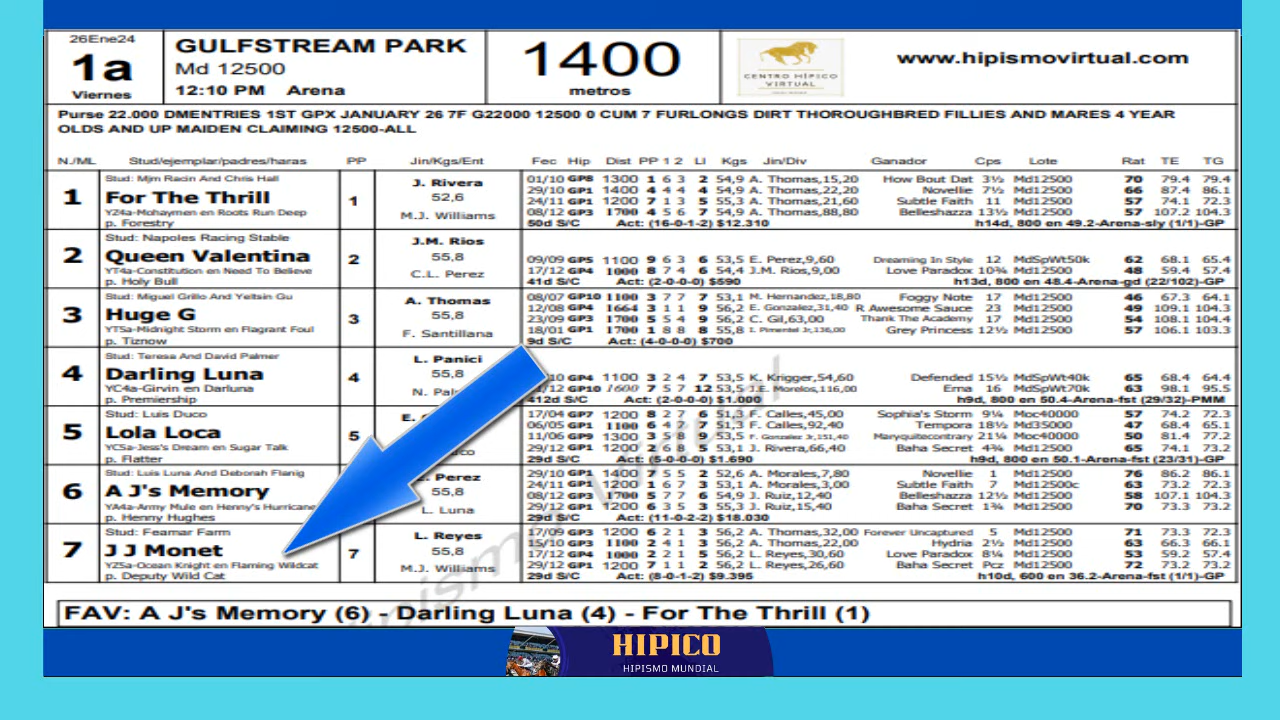 26Ene24
1a
Viernes
GULFSTREAM PARK
Md 12500
12:10 PM Arena
1400
metros
CENTRO HÍPICO
VIRTUAL
www.hipismovirtual.com
Purse 22.000 DMENTRIES 1ST GPX JANUARY 26 7F G22000 12500 0 CUM 7 FURLONGS DIRT THOROUGHBRED FILLIES AND MARES 4 YEAR
OLDS AND UP MAIDEN CLAIMING 12500-ALL
N./ML Stud/ejemplar/padres/haras PP Jin/Kgs/Ent Fec Hip Dist PP 1 2 Ll Kgs Jin/Div Ganador Cps Lote Rat TE TG
1
Stud: Mjm Racin And Chris Hall
For The Thrill
YZ4a-Mohaymen en Roots Run Deep
p. Forestry
1
J. Rivera
52,6
M.J. Williams
01/10 GP8 1300 1 6 3 2 54,9 A. Thomas,15,20 How Bout Dat 3½ Md12500 70 79.4 79.4
29/10 GP1 1400 4 4 4 4 54,9 A. Thomas,22,20 Novellie 7½ Md12500 66 87.4 86.1
24/11 GP1 1200 7 1 3 5 55,3 A. Thomas,21,60 Subtle Faith 11 Md12500 57 74.1 72.3
08/12 GP3 1700 4 5 6 7 54,9 A. Thomas,88,80 Belleshazza 13½ Md12500 57 107.2 104.3
50d S/C Act: (16-0-1-2) $12.310 h14d, 800 en 49.2-Arena-sly (1/1)-GP
2
Stud: Napoles Racing Stable
Queen Valentina
YT4a-Constitution en Need To Believe
p. Holy Bull
2
J.M. Rios
55,8
C.L. Perez
09/09 GP5 1100 9 6 3 6 53,5 E. Perez,9,60 Dreaming In Style 12 MdSpWt50k 62 68.1 65.4
17/12 GP4 1000 8 7 4 6 54,4 J.M. Rios,9,00 Love Paradox 10¾ Md12500 48 59.4 57.4
41d S/C Act: (2-0-0-0) $590 h13d, 800 en 48.4-Arena-gd (22/102)-GP
3
Stud: Miguel Grillo And Yeltsin Gu
Huge G
YT5a-Midnight Storm en Flagrant Foul
p. Tiznow
3
A. Thomas
55,8
F. Santillana
08/07 GP10 1100 3 7 7 7 53,1 M. Hernandez,18,80 Foggy Note 17 Md12500 46 67.3 64.1
12/08 GP4 1664 3 1 1 9 56,2 E. Gonzalez,31,40 R Awesome Sauce 23 Md12500 49 109.1 104.3
23/09 GP3 1700 5 5 4 9 56,2 C. Gil,63,00 Thank The Academy 17 Md12500 54 108.1 104.4
18/01 GP1 1700 1 8 8 8 55,8 I. Pimentel Jr,136,00 Grey Princess 12½ Md12500 57 106.1 103.3
9d S/C Act: (4-0-0-0) $700
4
Stud: Teresa And David Palmer
Darling Luna
YC4a-Girvin en Darluna
p. Premiership
4
L. Panici
55,8
N. Pal
/10 GP4 1100 3 2 4 7 53,5 K. Krigger,54,60 Defended 15½ MdSpWt40k 65 68.4 64.4
/12 GP10 1600 7 5 7 12 53,5 J.E. Morelos,116,00 Ema 16 MdSpWt70k 63 98.1 95.5
412d S/C Act: (2-0-0-0) $1.000 h9d, 800 en 50.4-Arena-fst (29/32)-PMM
5
Stud: Luis Duco
Lola Loca
YC5a-Jess's Dream en Sugar Talk
p. Flatter
5
E.
17/04 GP7 1200 8 2 7 6 51,3 F. Calles,45,00 Sophia's Storm 9¼ Moc40000 57 74.2 72.3
06/05 GP1 1100 6 4 7 51,3 F. Calles,92,40 Tempora 18½ Md35000 47 68.4 65.1
11/06 GP9 1300 3 5 8 9 53,5 F. Gonzalez Jr,151,40 Maryquitecontrary 21¼ Moc40000 50 81.4 77.2
29/12 GP1 1200 2 6 8 5 53,1 J. Rivera,66,40 Baha Secret 4¾ Md12500 65 74.1 73.2
29d S/C Act: (5-0-0-0) $1.690 h9d, 800 en 50.1-Arena-fst (23/31)-GP
6
Stud: Luis Luna And Deborah Flanig
A J's Memory
YA4a-Army Mule en Henny's Hurricane
p. Henny Hughes
Perez
55,8
L. Luna
29/10 GP1 1400 7 5 5 2 52,6 A. Morales,7,80 Novellie 1 Md12500 76 86.2 86.1
24/11 GP1 1200 1 6 7 3 53,1 A. Morales,3,00 Subtle Faith 7 Md12500c 63 73.2 72.3
08/12 GP3 1700 5 7 7 6 54,9 J. Ruiz,12,40 Belleshazza 12½ Md12500 58 107.1 104.3
29/12 GP1 1200 6 3 5 3 53,3 J. Ruiz,15,40 Baha Secret 1¾ Md12500 70 73.3 73.2
29d S/C Act: (11-0-2-2) $18.030
7
Stud: Feamar Farm
J J Monet
YZ5a-Ocean Knight en Flaming Wildcat
p. Deputy Wild Cat
7
L. Reyes
55,8
M.J. Williams
17/09 GP3 1200 6 2 1 3 56,2 A. Thomas,32,00 Forever Uncaptured 5 Md12500 71 73.3 72.3
15/10 GP3 1100 2 4 1 3 56,2 A. Thomas,22,00 Hydria 2½ Md12500 63 66.3 66.1
17/12 GP4 1000 2 2 1 5 56,2 L. Reyes,30,60 Love Paradox 8¼ Md12500 53 59.2 57.4
29/12 GP1 1200 7 1 1 2 56,2 L. Reyes,26,60 Baha Secret Pcz Md12500 72 73.2 73.2
29d S/C Act: (8-0-1-2) $9.395 h10d, 600 en 36.2-Arena-fst (1/1)-GP
FAV: A J's Memory (6) - Darling Luna (4) - For The Thrill (1)
HIPICO
HIPISMO MUNDIAL